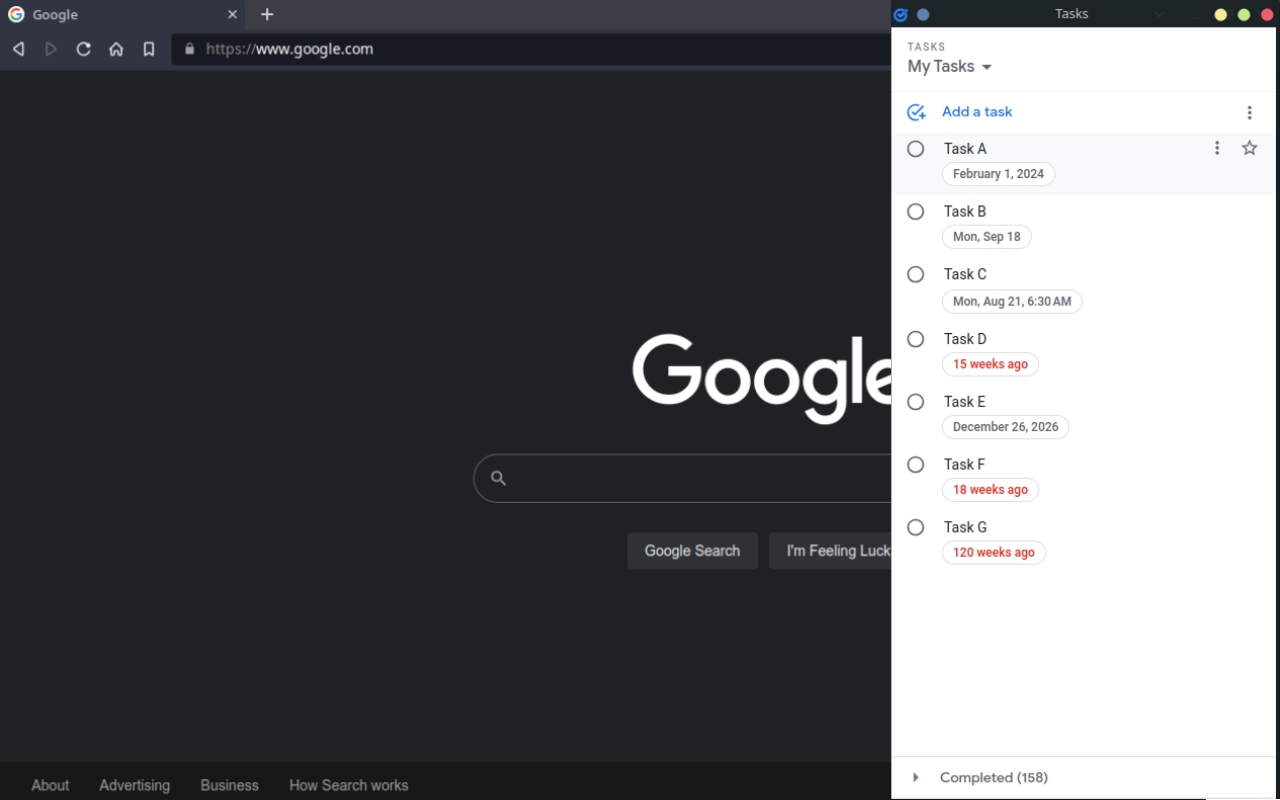 Google
https://www.google.com
Google
Google Search
I'm Feeling Luck
About
Advertising
Business
How Search works
Tasks
TASKS
My Tasks
Add a task
Task A
February 1, 2024
Task B
Mon, Sep 18
Task C
Mon, Aug 21, 6:30 AM
Task D
15 weeks ago
Task E
December 26, 2026
Task F
18 weeks ago
Task G
120 weeks ago
Completed (158)